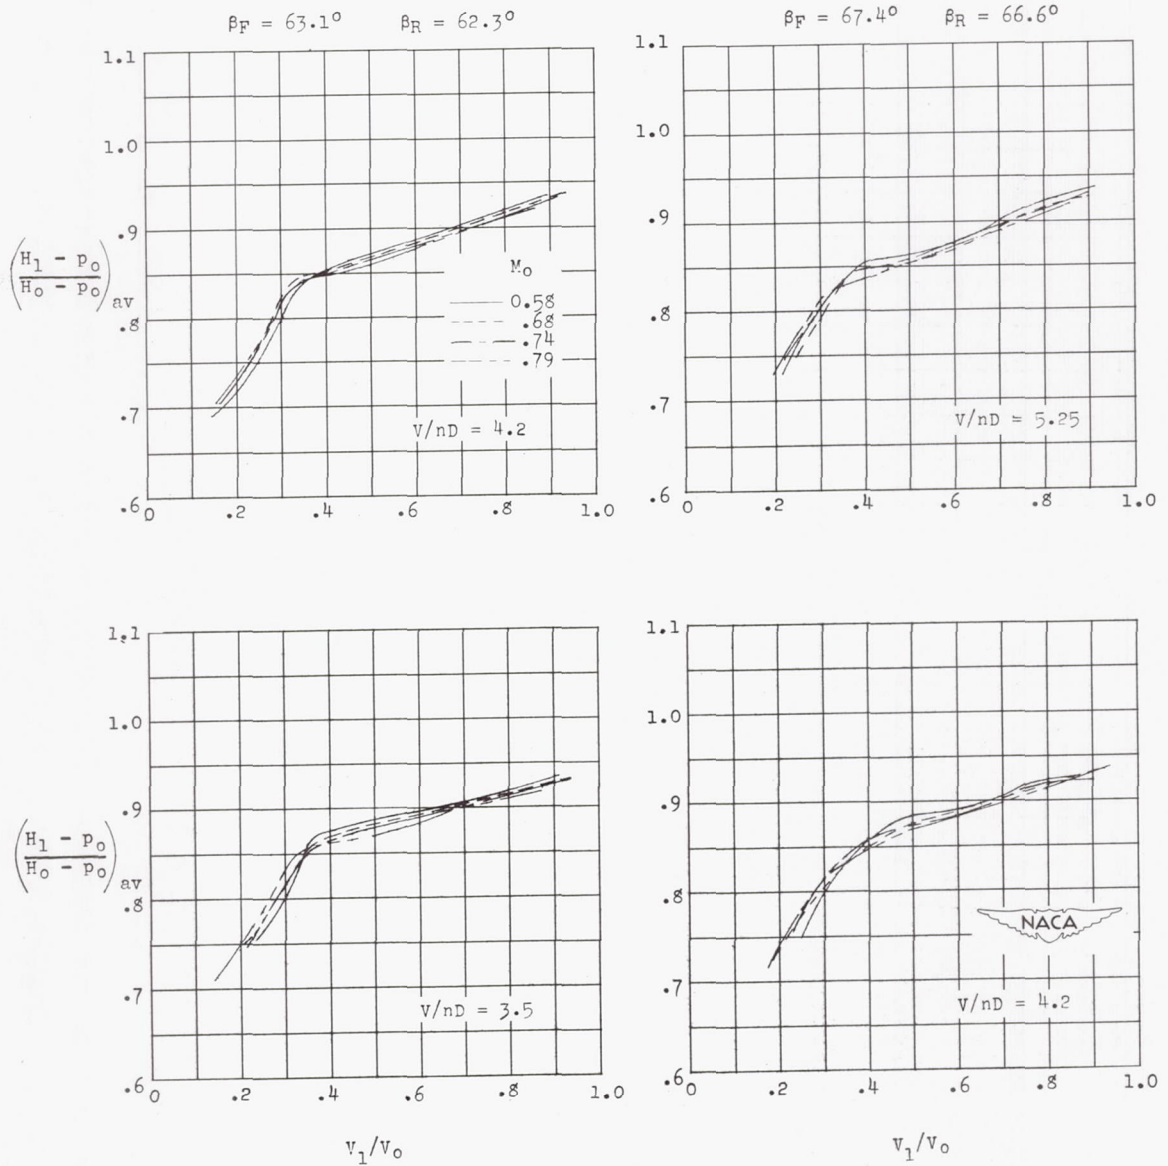 βF = 63.1° βR = 62.3°
βF = 67.4° βR = 66.6°
1.1
1.0
.9
.8
.7
.6
(H1 - po / Ho - po) av
Mo
0.58
.68
.74
.79
V/nD = 4.2
0 .2 .4 .6 .8 1.0
1.1
1.0
.9
.8
.7
.6
V/nD = 5.25
0 .2 .4 .6 .8 1.0
1.1
1.0
.9
.8
.7
.6
(H1 - po / Ho - po) av
V/nD = 3.5
0 .2 .4 .6 .8 1.0
V1/Vo
1.1
1.0
.9
.8
.7
.6
NACA
V/nD = 4.2
0 .2 .4 .6 .8 1.0
V1/Vo